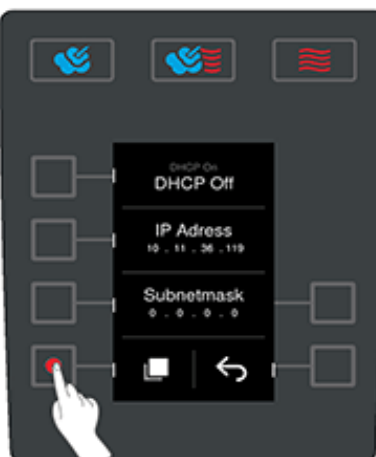 DHCP On
DHCP Off
IP Adress
10 . 11 . 36 . 119
Subnetmask
0 . 0 . 0 . 0